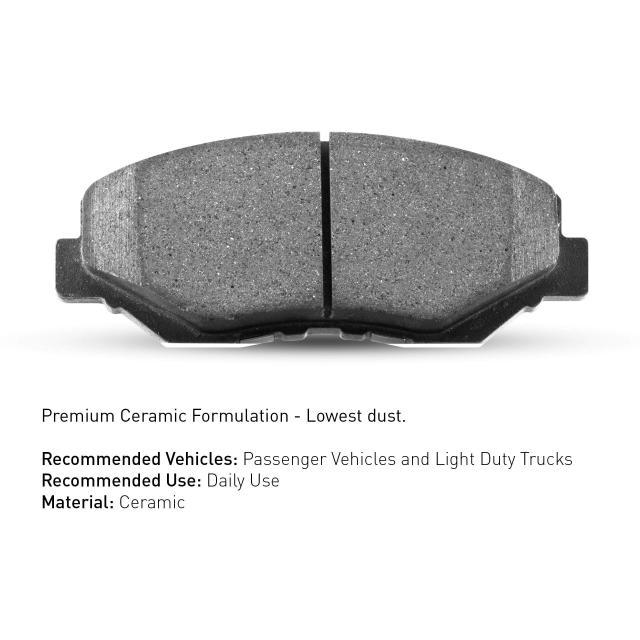 Premium Ceramic Formulation - Lowest dust.
Recommended Vehicles: Passenger Vehicles and Light Duty Trucks
Recommended Use: Daily Use
Material: Ceramic